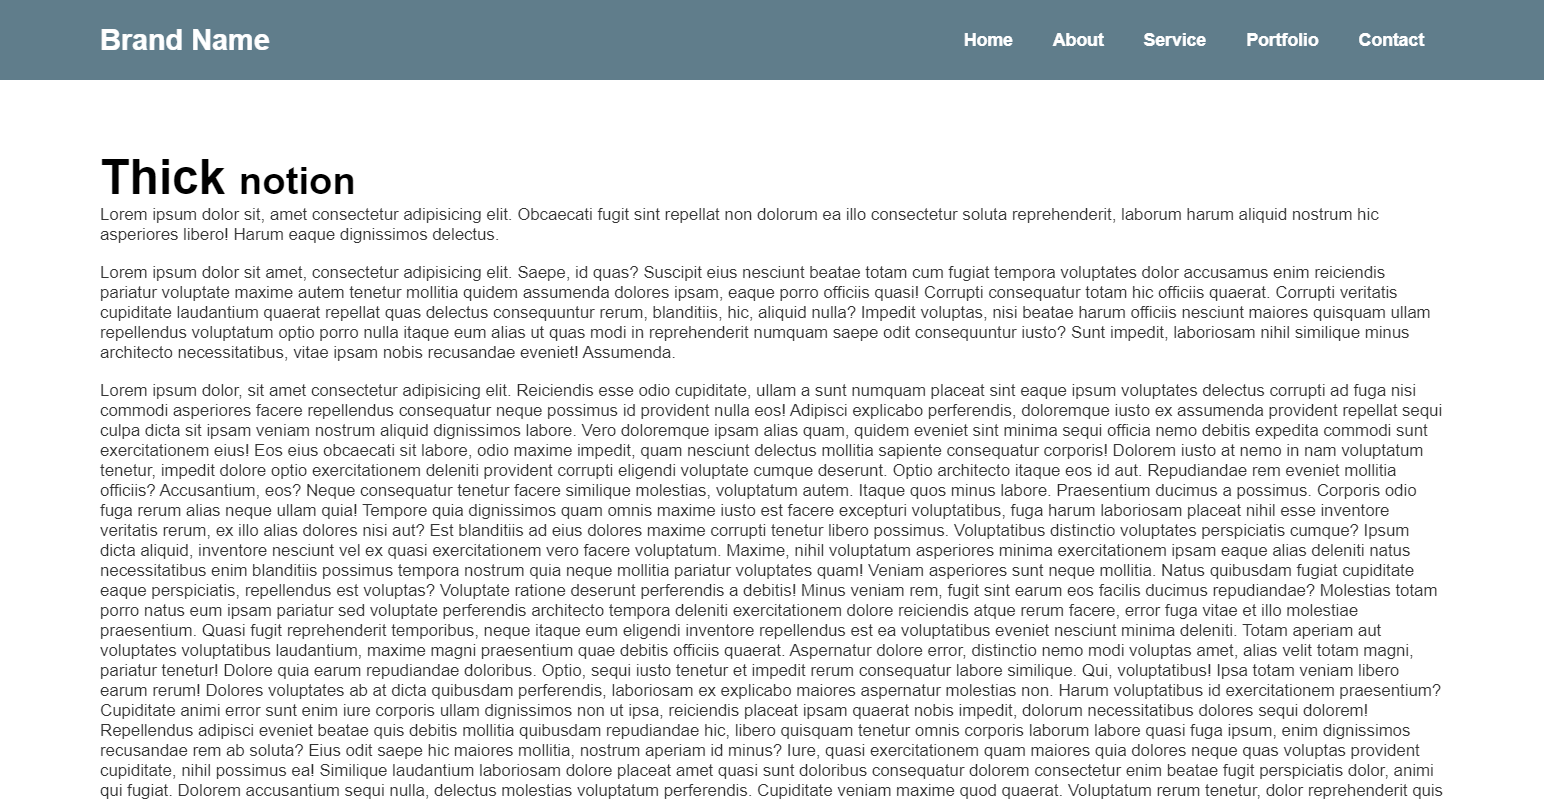 Brand Name
Home About Service Portfolio Contact
Thick notion
Lorem ipsum dolor sit, amet consectetur adipisicing elit. Obcaecati fugit sint repellat non dolorum ea illo consectetur soluta reprehenderit, laborum harum aliquid nostrum hic
asperiores libero! Harum eaque dignissimos delectus.
Lorem ipsum dolor sit amet, consectetur adipisicing elit. Saepe, id quas? Suscipit eius nesciunt beatae totam cum fugiat tempora voluptates dolor accusamus enim reiciendis
pariatur voluptate maxime autem tenetur mollitia quidem assumenda dolores ipsam, eaque porro officiis quasi! Corrupti consequatur totam hic officiis quaerat. Corrupti veritatis
cupiditate laudantium quaerat repellat quas delectus consequuntur rerum, blanditiis, hic, aliquid nulla? Impedit voluptas, nisi beatae harum officiis nesciunt maiores quisquam ullam
repellendus voluptatum optio porro nulla itaque eum alias ut quas modi in reprehenderit numquam saepe odit consequuntur iusto? Sunt impedit, laboriosam nihil similique minus
architecto necessitatibus, vitae ipsam nobis recusandae eveniet! Assumenda.
Lorem ipsum dolor, sit amet consectetur adipisicing elit. Reiciendis esse odio cupiditate, ullam a sunt numquam placeat sint eaque ipsum voluptates delectus corrupti ad fuga nisi
commodi asperiores facere repellendus consequatur neque possimus id provident nulla eos! Adipisci explicabo perferendis, doloremque iusto ex assumenda provident repellat sequi
culpa dicta sit ipsam veniam nostrum aliquid dignissimos labore. Vero doloremque ipsam alias quam, quidem eveniet sint minima sequi officia nemo debitis expedita commodi sunt
exercitationem eius! Eos eius obcaecati sit labore, odio maxime impedit, quam nesciunt delectus mollitia sapiente consequatur corporis! Dolorem iusto at nemo in nam voluptatum
tenetur, impedit dolore optio exercitationem deleniti provident corrupti eligendi voluptate cumque deserunt. Optio architecto itaque eos id aut. Repudiandae rem eveniet mollitia
officiis? Accusantium, eos? Neque consequatur tenetur facere similique molestias, voluptatum autem. Itaque quos minus labore. Praesentium ducimus a possimus. Corporis odio
fuga rerum alias neque ullam quia! Tempore quia dignissimos quam omnis maxime iusto est facere excepturi voluptatibus, fuga harum laboriosam placeat nihil esse inventore
veritatis rerum, ex illo alias dolores nisi aut? Est blanditiis ad eius dolores maxime corrupti tenetur libero possimus. Voluptatibus distinctio voluptates perspiciatis cumque? Ipsum
dicta aliquid, inventore nesciunt vel ex quasi exercitationem vero facere voluptatum. Maxime, nihil voluptatum asperiores minima exercitationem ipsam eaque alias deleniti natus
necessitatibus enim blanditiis possimus tempora nostrum quia neque mollitia pariatur voluptates quam! Veniam asperiores sunt neque mollitia. Natus quibusdam fugiat cupiditate
eaque perspiciatis, repellendus est voluptas? Voluptate ratione deserunt perferendis a debitis! Minus veniam rem, fugit sint earum eos facilis ducimus repudiandae? Molestias totam
porro natus eum ipsam pariatur sed voluptate perferendis architecto tempora deleniti exercitationem dolore reiciendis atque rerum facere, error fuga vitae et illo molestiae
praesentium. Quasi fugit reprehenderit temporibus, neque itaque eum eligendi inventore repellendus est ea voluptatibus eveniet nesciunt minima deleniti. Totam aperiam aut
voluptates voluptatibus laudantium, maxime magni praesentium quae debitis officiis quaerat. Aspernatur dolore error, distinctio nemo modi voluptas amet, alias velit totam magni,
pariatur tenetur! Dolore quia earum repudiandae doloribus. Optio, sequi iusto tenetur et impedit rerum consequatur labore similique. Qui, voluptatibus! Ipsa totam veniam libero
earum rerum! Dolores voluptates ab at dicta quibusdam perferendis, laboriosam ex explicabo maiores aspernatur molestias non. Harum voluptatibus id exercitationem praesentium?
Cupiditate animi error sunt enim iure corporis ullam dignissimos non ut ipsa, reiciendis placeat ipsam quaerat nobis impedit, dolorum necessitatibus dolores sequi dolorem!
Repellendus adipisci eveniet beatae quis debitis mollitia quibusdam repudiandae hic, libero quisquam tenetur omnis corporis laborum labore quasi fuga ipsum, enim dignissimos
recusandae rem ab soluta? Eius odit saepe hic maiores mollitia, nostrum aperiam id minus? Iure, quasi exercitationem quam maiores quia dolores neque quas voluptas provident
cupiditate, nihil possimus ea! Similique laudantium laboriosam dolore placeat amet quasi sunt doloribus consequatur dolorem consectetur enim beatae fugit perspiciatis dolor, animi
qui fugiat. Dolorem accusantium sequi nulla, delectus molestias voluptatum perferendis. Cupiditate veniam maxime quod quaerat. Voluptatum rerum tenetur, dolor reprehenderit quis